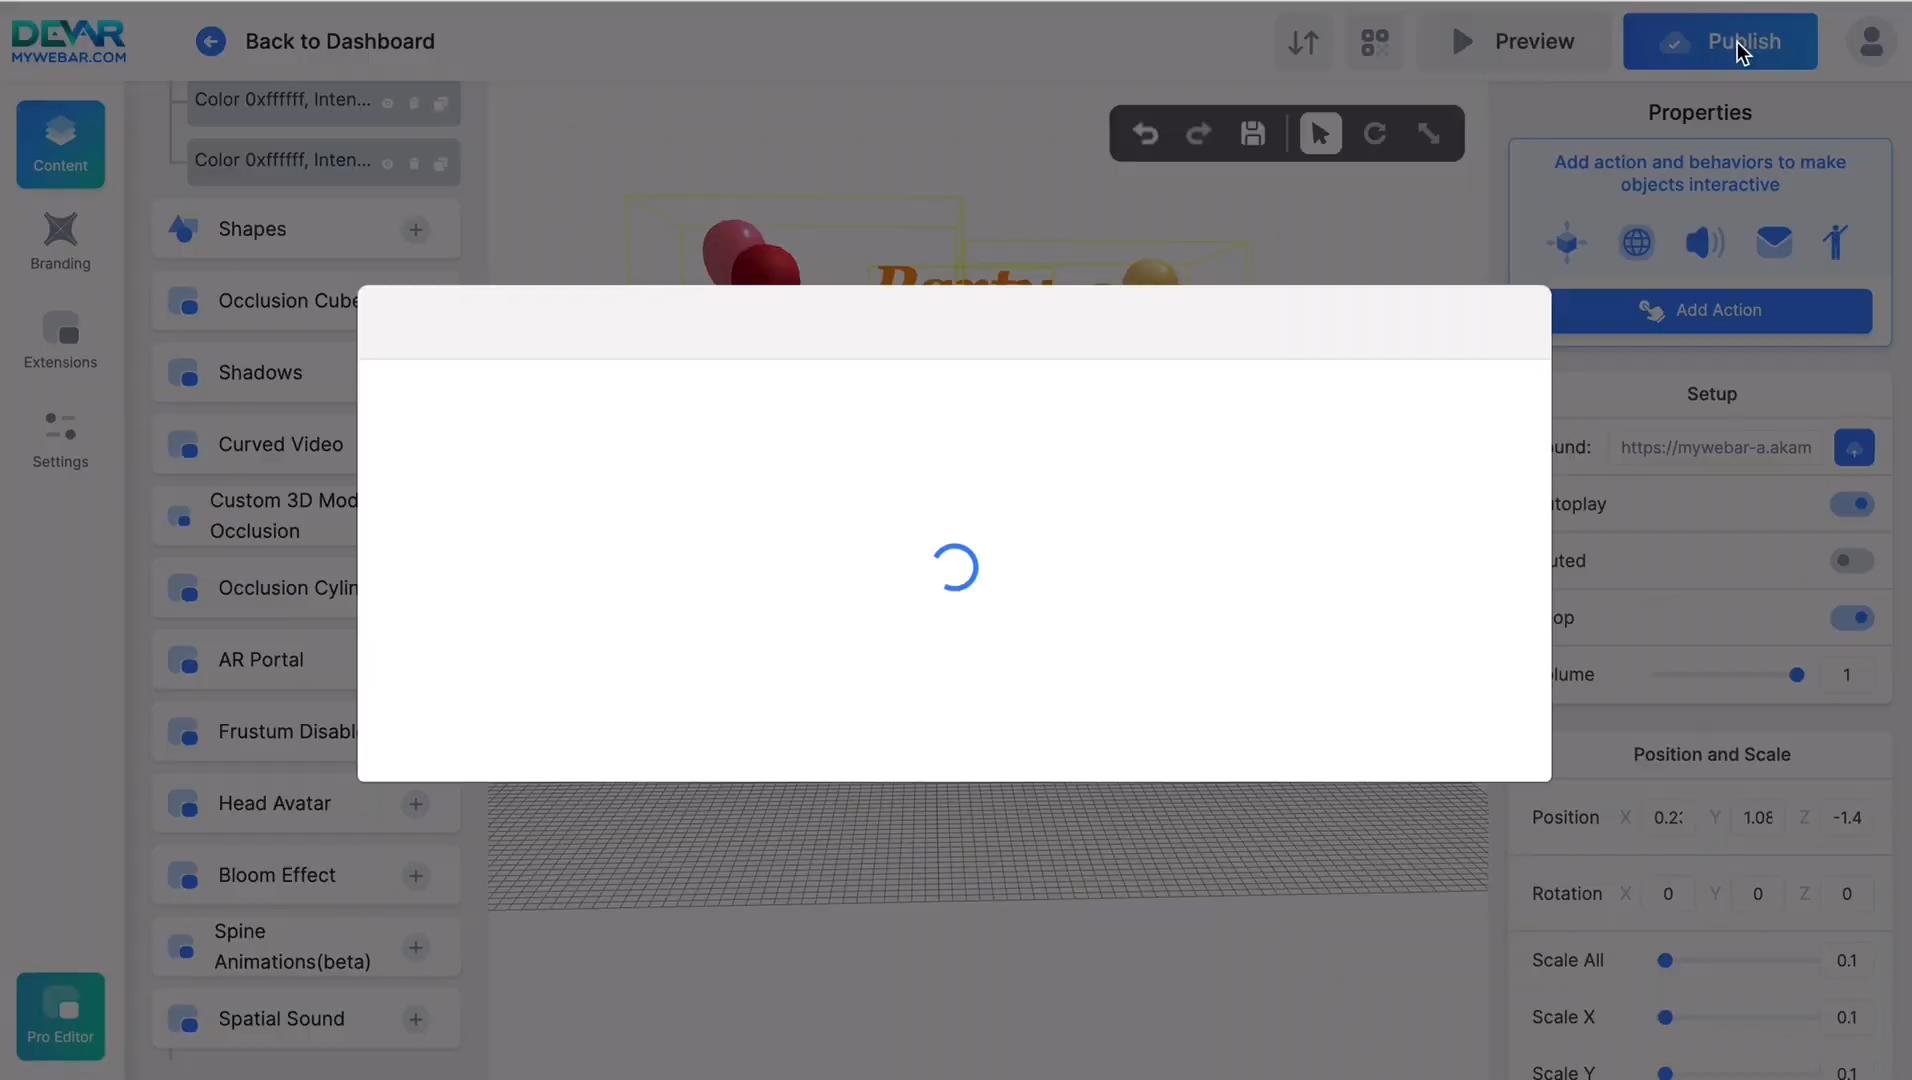 DEVAR
MYWEBAR.COM
Back to Dashboard
Preview
Publish
Content
Branding
Extensions
Settings
Pro Editor
Color 0xffffff, Inten...
Color 0xffffff, Inten...
Shapes
Occlusion Cube
Shadows
Curved Video
Custom 3D Mod
Occlusion
Occlusion Cylin
AR Portal
Frustum Disabl
Head Avatar
Bloom Effect
Spine
Animations(beta)
Spatial Sound
Party
Properties
Add action and behaviors to make
objects interactive
Add Action
Setup
und: https://mywebar-a.akam
toplay
uted
op
lume 1
Position and Scale
Position X 0.2 Y 1.08 Z -1.4
Rotation X 0 Y 0 Z 0
Scale All 0.1
Scale X 0.1
Scale Y 0.1